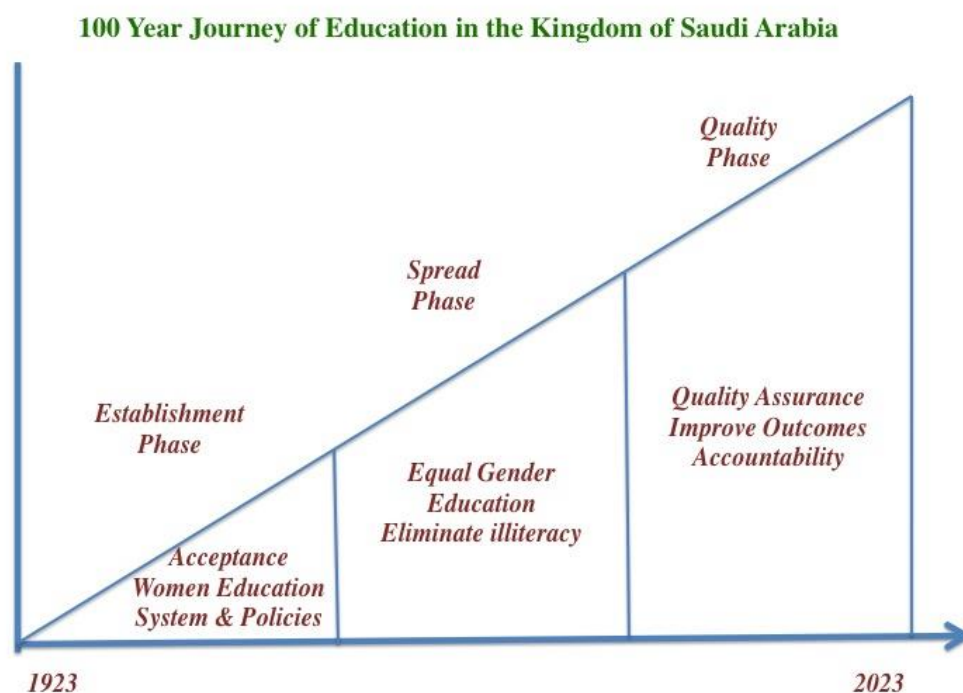 100 Year Journey of Education in the Kingdom of Saudi Arabia
Quality
Phase
Spread
Phase
Establishment
Phase
Quality Assurance
Improve Outcomes
Accountability
Equal Gender
Education
Eliminate illiteracy
Acceptance
Women Education
System & Policies
1923
2023